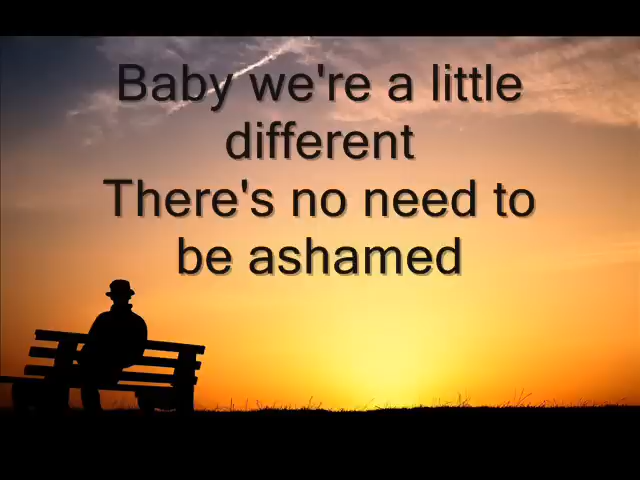 Baby we're a little
different
There's no need to
be ashamed